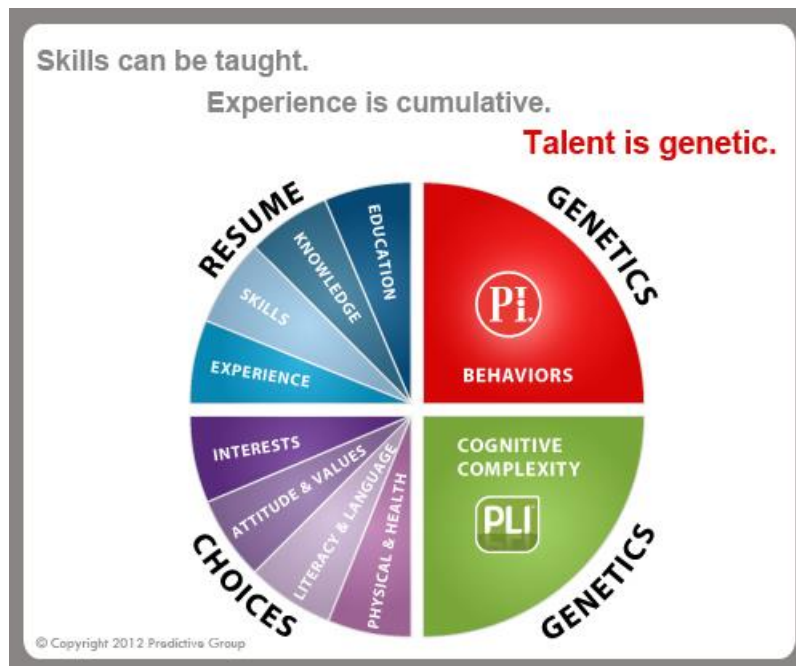 Skills can be taught.
Experience is cumulative.
Talent is genetic.
RESUME
EDUCATION
KNOWLEDGE
SKILLS
EXPERIENCE
GENETICS
PI
BEHAVIORS
INTERESTS
ATTITUDE & VALUES
LITERACY & LANGUAGE
PHYSICAL & HEALTH
CHOICES
COGNITIVE
COMPLEXITY
PLI
GENETICS
© Copyright 2012 Predictive Group